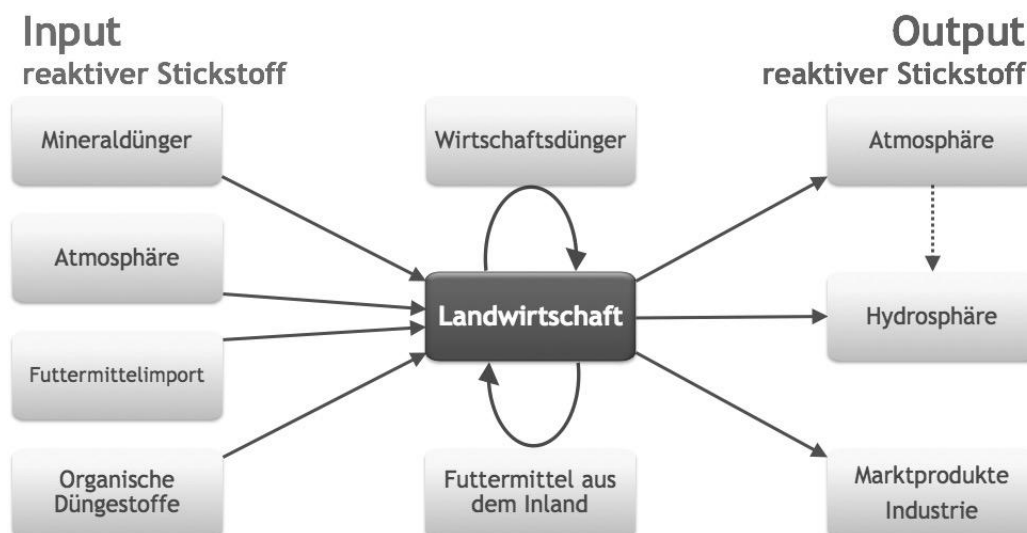 Input
reaktiver Stickstoff
Output
reaktiver Stickstoff
Mineraldünger
Wirtschaftsdünger
Atmosphäre
Atmosphäre
Landwirtschaft
Hydrosphäre
Futtermittelimport
Organische
Düngestoffe
Futtermittel aus
dem Inland
Marktprodukte
Industrie